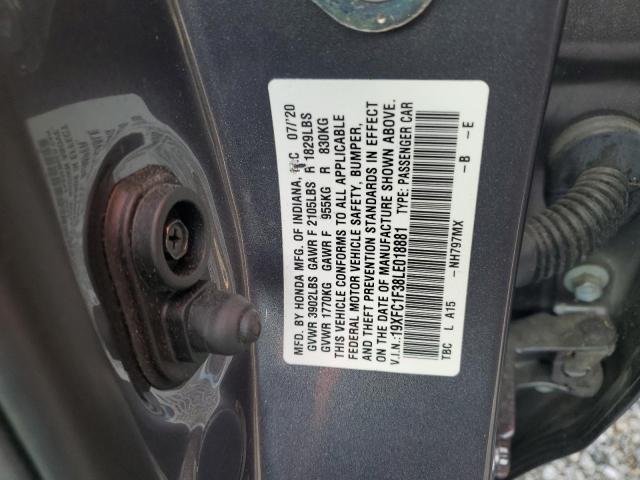 MFD. BY HONDA MFG. OF INDIANA, LLC 07/'20
GVWR 3902LBS GAWR F 2105LBS R 1829LBS
GVWR 1770KG GAWR F 955KG R 830KG
THIS VEHICLE CONFORMS TO ALL APPLICABLE
FEDERAL MOTOR VEHICLE SAFETY, BUMPER,
AND THEFT PREVENTION STANDARDS IN EFFECT
ON THE DATE OF MANUFACTURE SHOWN ABOVE.
V.I.N.:19XFC1F38LE018881 TYPE: PASSENGER CAR
TBC L A15 -NH797MX -B -E